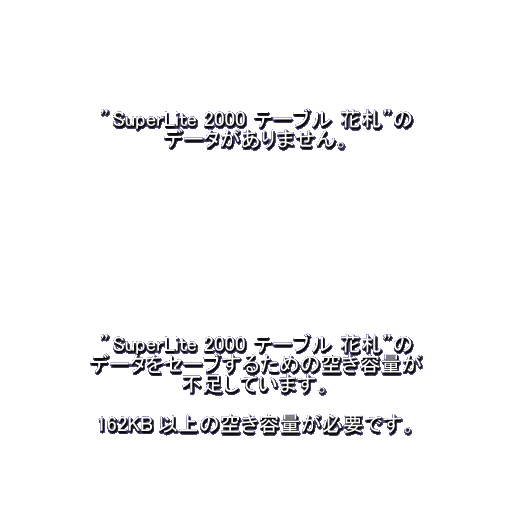 "SuperLite 2000 テーブル 花札"の
データがありません。
"SuperLite 2000 テーブル 花札"の
データをセーブするための空き容量が
不足しています。
162KB 以上の空き容量が必要です。